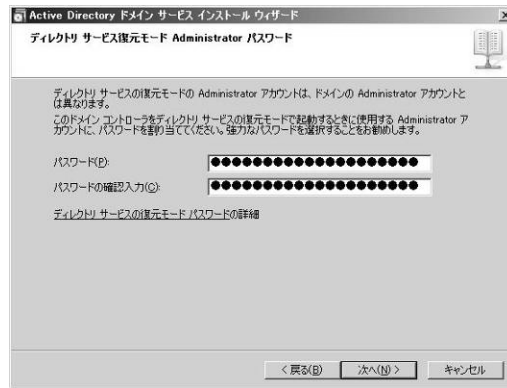 Active Directory ドメイン サービス インストール ウィザード
ディレクトリ サービス復元モード Administrator パスワード
ディレクトリ サービスの復元モードの Administrator アカウントは、ドメインの Administrator アカウントと
は異なります。
このドメイン コントローラをディレクトリ サービスの復元モードで起動するときに使用する Administrator ア
カウントに、パスワードを割り当ててください。強力なパスワードを選択することをお勧めします。
パスワード(P):
パスワードの確認入力(C):
ディレクトリ サービスの復元モード パスワードの詳細
< 戻る(B) 次へ(N) > キャンセル